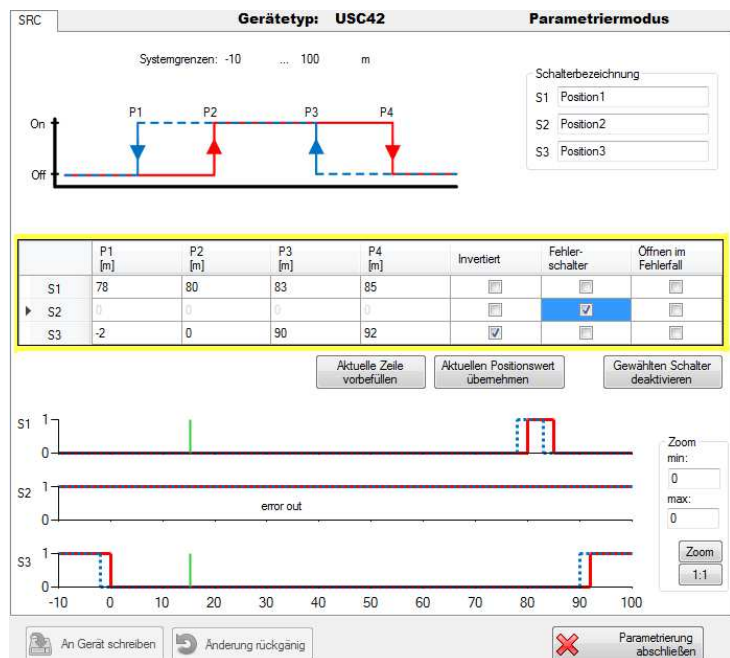 SRC
Gerätetyp: USC42 Parametriermodus
Systemgrenzen: -10 ... 100 m
Schalterbezeichnung
S1 Position1
S2 Position2
S3 Position3
P1 P2 P3 P4
On
Off
P1 [m] P2 [m] P3 [m] P4 [m] Invertiert Fehler-schalter Öffnen im Fehlerfall
S1 78 80 83 85
S2 0 0 0 0
S3 -2 0 90 92
Aktuelle Zeile vorbefüllen
Aktuellen Positionswert übernehmen
Gewählten Schalter deaktivieren
S1 1
0
S2 1
error out
0
S3 1
0
-10 0 10 20 30 40 50 60 70 80 90 100
Zoom
min:
0
max:
0
Zoom
1:1
An Gerät schreiben
Änderung rückgänig
Parametrierung abschließen